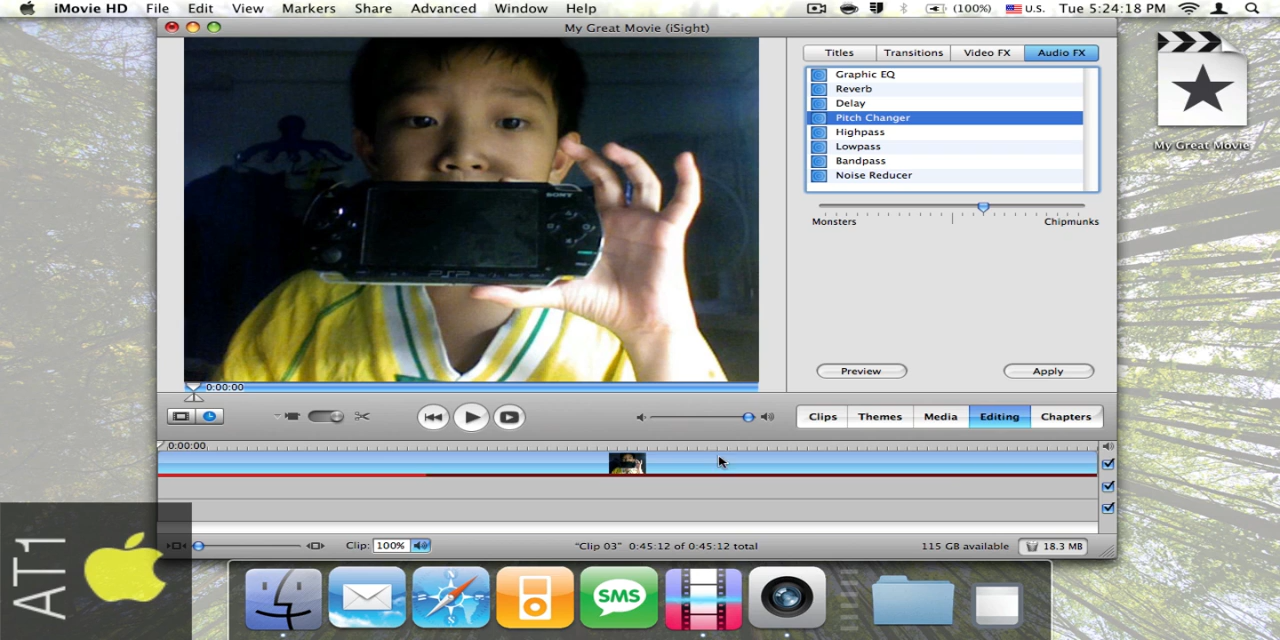 iMovie HD File Edit View Markers Share Advanced Window Help (100%) U.S. Tue 5:24:18 PM
My Great Movie (iSight)
Titles Transitions Video FX Audio FX
Graphic EQ
Reverb
Delay
Pitch Changer
Highpass
Lowpass
Bandpass
Noise Reducer
Monsters Chipmunks
My Great Movie
SONY
PSP
Preview Apply
0:00:00
Clips Themes Media Editing Chapters
0:00:00
Clip: 100% "Clip 03" 0:45:12 of 0:45:12 total 115 GB available 18.3 MB
AT1
SMS